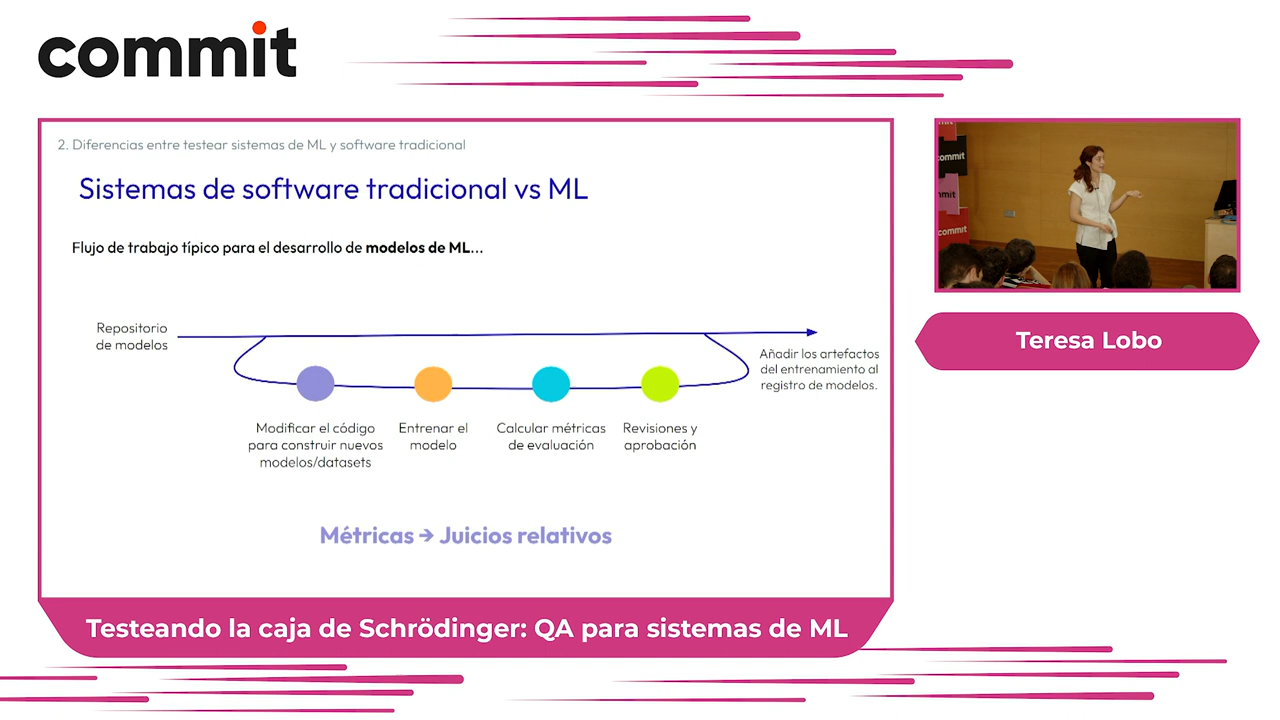 commit
2. Diferencias entre testear sistemas de ML y software tradicional
Sistemas de software tradicional vs ML
Flujo de trabajo típico para el desarrollo de modelos de ML...
Repositorio
de modelos
Añadir los artefactos
del entrenamiento al
registro de modelos.
Modificar el código
para construir nuevos
modelos/datasets
Entrenar el
modelo
Calcular métricas
de evaluación
Revisiones y
aprobación
Métricas → Juicios relativos
Testeando la caja de Schrödinger: QA para sistemas de ML
commit
commit
Teresa Lobo